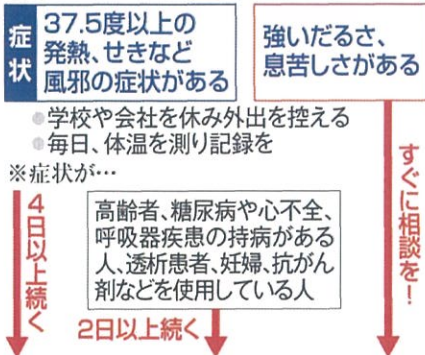 症状
37.5度以上の
発熱、せきなど
風邪の症状がある
強いだるさ、
息苦しさがある
●学校や会社を休み外出を控える
●毎日、体温を測り記録を
※症状が…
4日以上続く
高齢者、糖尿病や心不全、
呼吸器疾患の持病がある
人、透析患者、妊婦、抗がん
剤などを使用している人
2日以上続く
すぐに相談を！